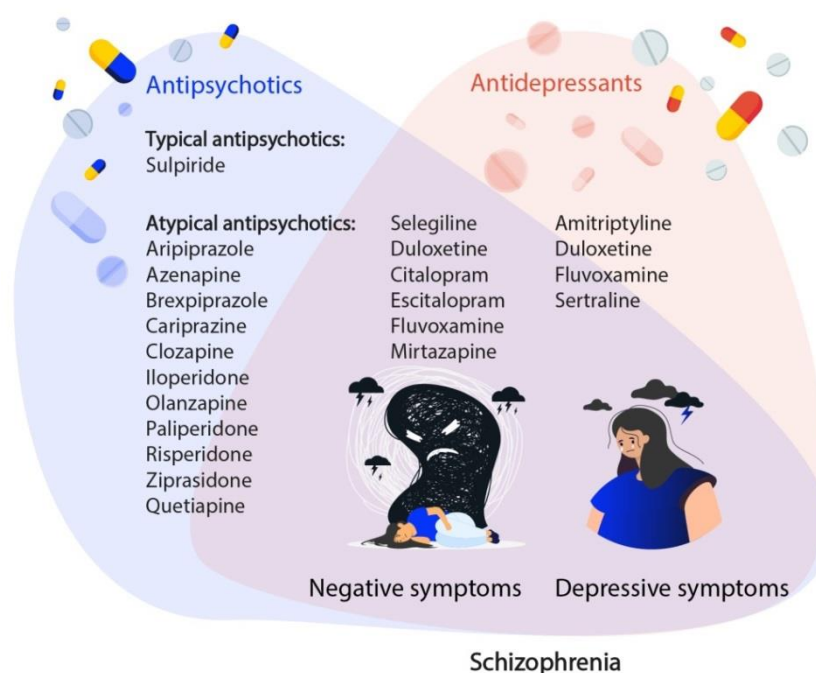 Antipsychotics
Antidepressants
Typical antipsychotics:
Sulpiride
Atypical antipsychotics:
Aripiprazole
Azenapine
Brexpiprazole
Cariprazine
Clozapine
Iloperidone
Olanzapine
Paliperidone
Risperidone
Ziprasidone
Quetiapine
Selegiline
Duloxetine
Citalopram
Escitalopram
Fluvoxamine
Mirtazapine
Amitriptyline
Duloxetine
Fluvoxamine
Sertraline
Negative symptoms
Depressive symptoms
Schizophrenia